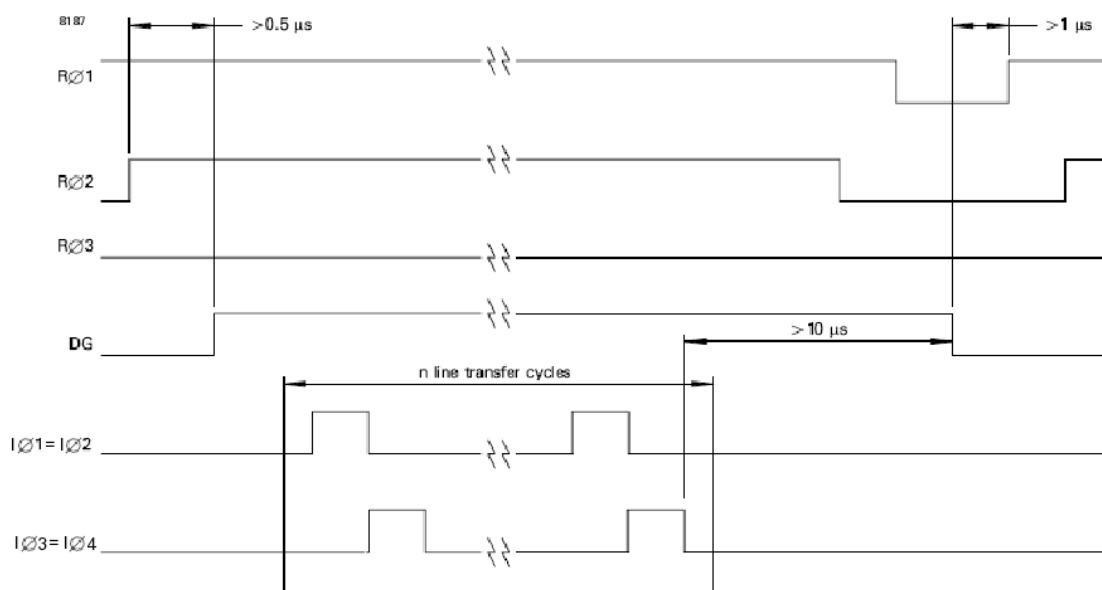 8187
>0.5 μs
>1 μs
RØ1
RØ2
RØ3
DG
>10 μs
n line transfer cycles
IØ1=IØ2
IØ3=IØ4